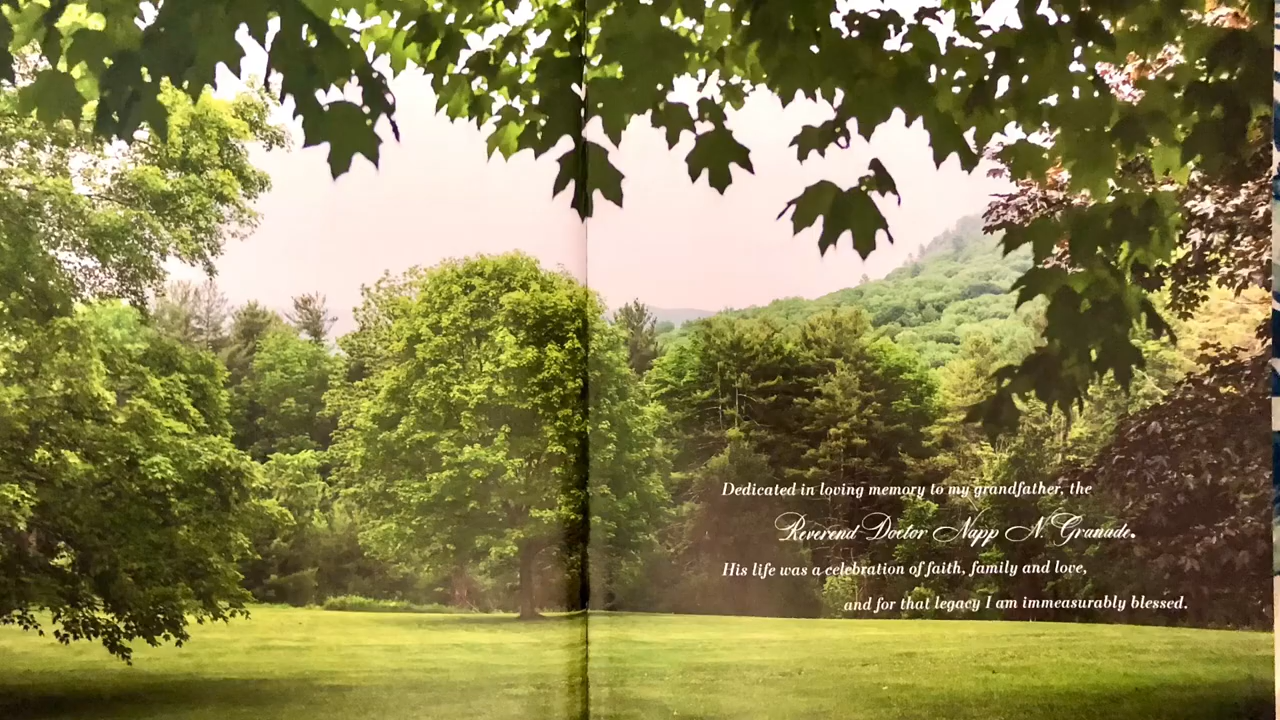 Dedicated in loving memory to my grandfather, the
Reverend Doctor Napp N. Granade.
His life was a celebration of faith, family and love,
and for that legacy I am immeasurably blessed.